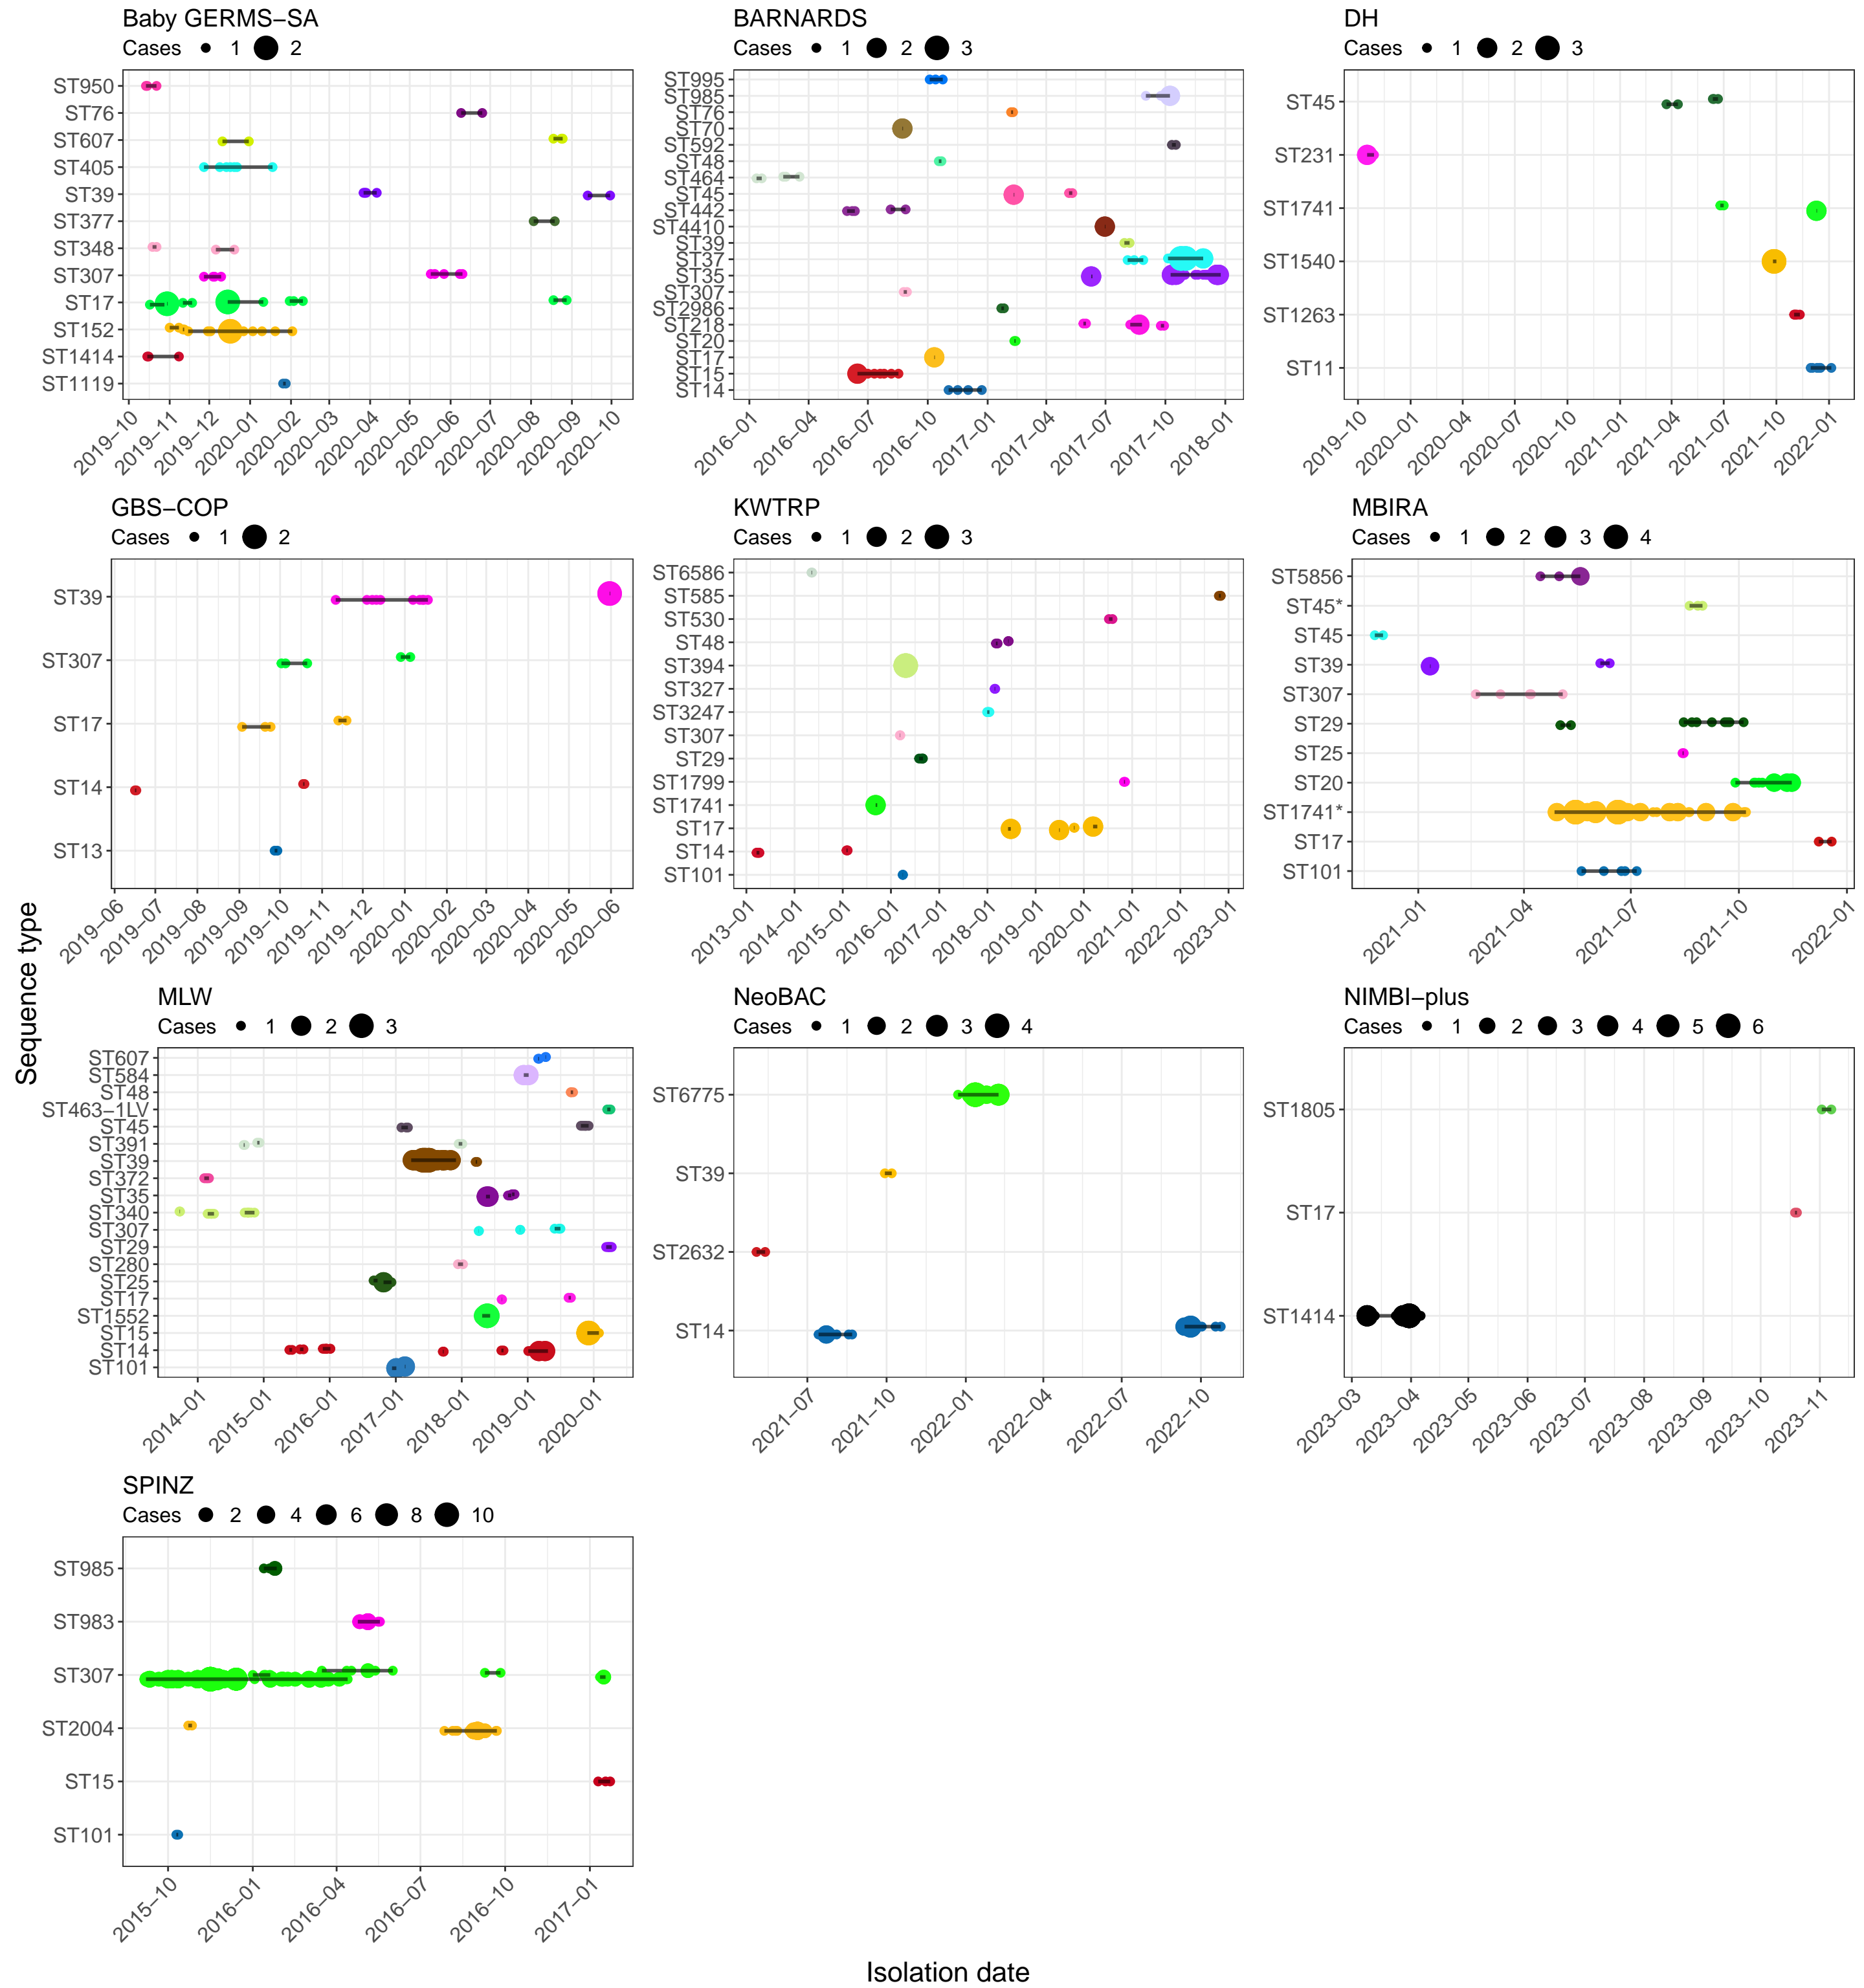 Baby GERMS−SA
Cases 1 2
ST950
ST76
ST607
ST405
ST39
ST377
ST348
ST307
ST17
ST152
ST1414
ST1119
2019−10 2019−11 2019−12 2020−01 2020−02 2020−03 2020−04 2020−05 2020−06 2020−07 2020−08 2020−09 2020−10
BARNARDS
Cases 1 2 3
ST995
ST985
ST76
ST70
ST592
ST48
ST464
ST45
ST442
ST4410
ST39
ST37
ST35
ST307
ST2986
ST218
ST20
ST17
ST15
ST14
2016−01 2016−04 2016−07 2016−10 2017−01 2017−04 2017−07 2017−10 2018−01
DH
Cases 1 2 3
ST45
ST231
ST1741
ST1540
ST1263
ST11
2019−10 2020−01 2020−04 2020−07 2020−10 2021−01 2021−04 2021−07 2021−10 2022−01
GBS−COP
Cases 1 2
ST39
ST307
ST17
ST14
ST13
2019−06 2019−07 2019−08 2019−09 2019−10 2019−11 2019−12 2020−01 2020−02 2020−03 2020−04 2020−05 2020−06
KWTRP
Cases 1 2 3
ST6586
ST585
ST530
ST48
ST394
ST327
ST3247
ST307
ST29
ST1799
ST1741
ST17
ST14
ST101
2013−01 2014−01 2015−01 2016−01 2017−01 2018−01 2019−01 2020−01 2021−01 2022−01 2023−01
MBIRA
Cases 1 2 3 4
ST5856
ST45*
ST45
ST39
ST307
ST29
ST25
ST20
ST1741*
ST17
ST101
2021−01 2021−04 2021−07 2021−10 2022−01
Sequence type
MLW
Cases 1 2 3
ST607
ST584
ST48
ST463−1LV
ST45
ST391
ST39
ST372
ST35
ST340
ST307
ST29
ST280
ST25
ST17
ST1552
ST15
ST14
ST101
2014−01 2015−01 2016−01 2017−01 2018−01 2019−01 2020−01
NeoBAC
Cases 1 2 3 4
ST6775
ST39
ST2632
ST14
2021−07 2021−10 2022−01 2022−04 2022−07 2022−10
NIMBI−plus
Cases 1 2 3 4 5 6
ST1805
ST17
ST1414
2023−03 2023−04 2023−05 2023−06 2023−07 2023−08 2023−09 2023−10 2023−11
SPINZ
Cases 2 4 6 8 10
ST985
ST983
ST307
ST2004
ST15
ST101
2015−10 2016−01 2016−04 2016−07 2016−10 2017−01
Isolation date